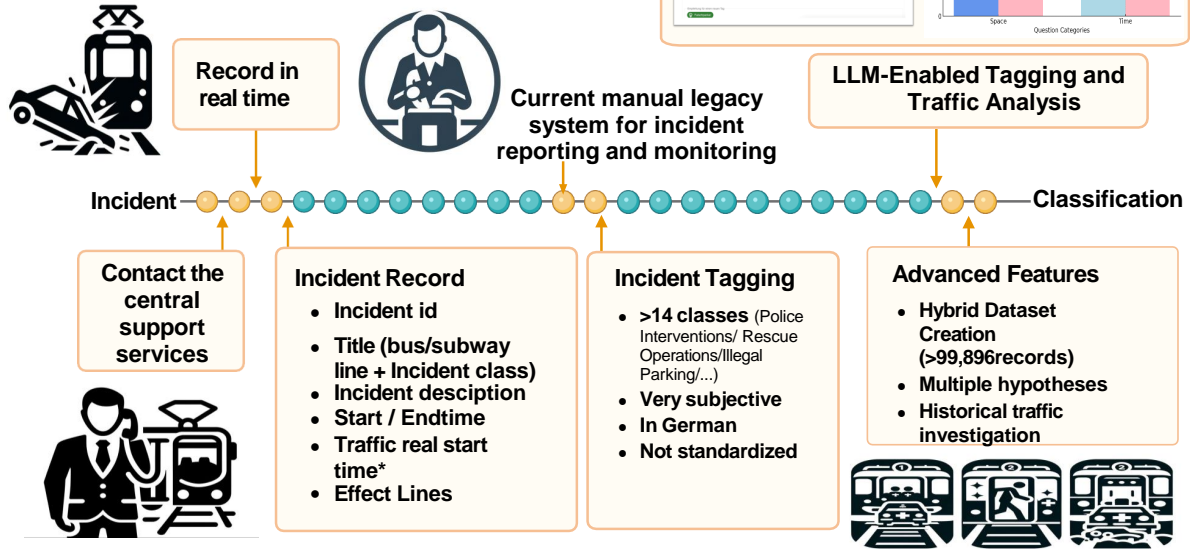 0
Space
Time
Question Categories
Record in
real time
Current manual legacy
system for incident
reporting and monitoring
LLM-Enabled Tagging and
Traffic Analysis
Incident
Classification
Contact the
central
support
services
Incident Record
• Incident id
• Title (bus/subway
line + Incident class)
• Incident desciption
• Start / Endtime
• Traffic real start
time*
• Effect Lines
Incident Tagging
• >14 classes (Police
Interventions/ Rescue
Operations/Illegal
Parking/...)
• Very subjective
• In German
• Not standardized
Advanced Features
• Hybrid Dataset
Creation
(>99,896records)
• Multiple hypotheses
• Historical traffic
investigation
1
2
2